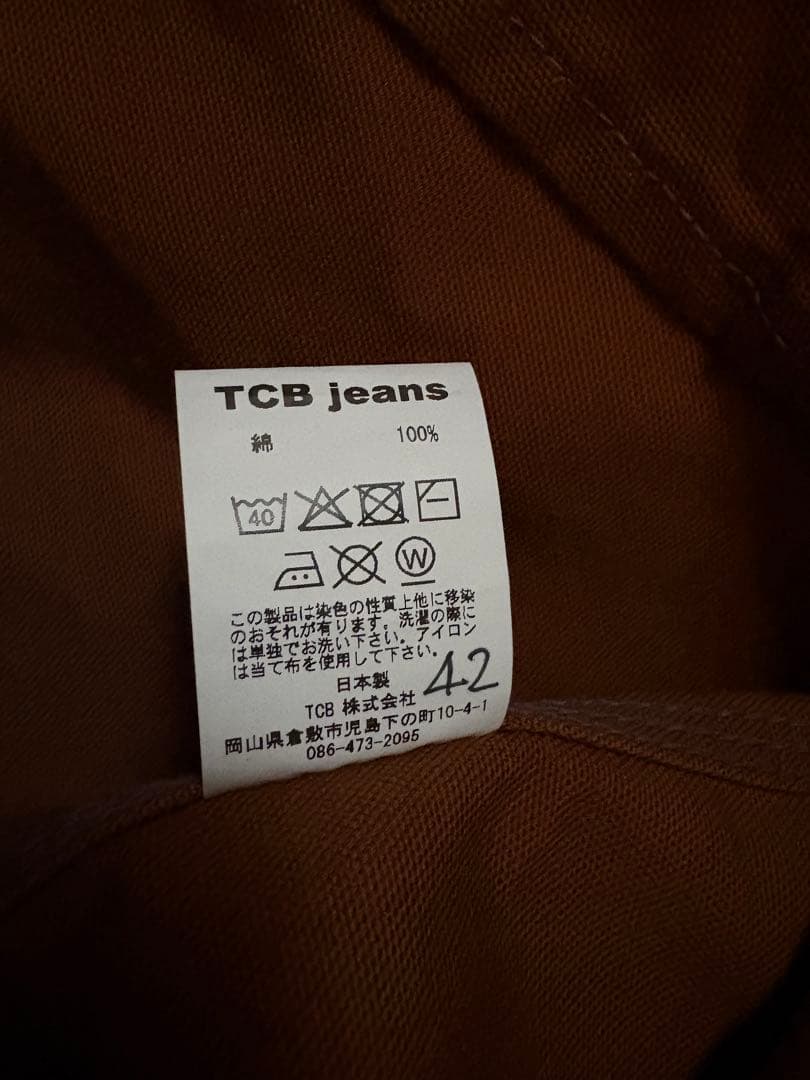 TCB jeans
綿 100%
40
W
この製品は染色の性質上他に移染
のおそれが有ります。洗濯の際に
は単独でお洗い下さい。アイロン
は当て布を使用して下さい。
42
日本製
TCB 株式会社
岡山県倉敷市児島下の町10-4-1
086-473-2095